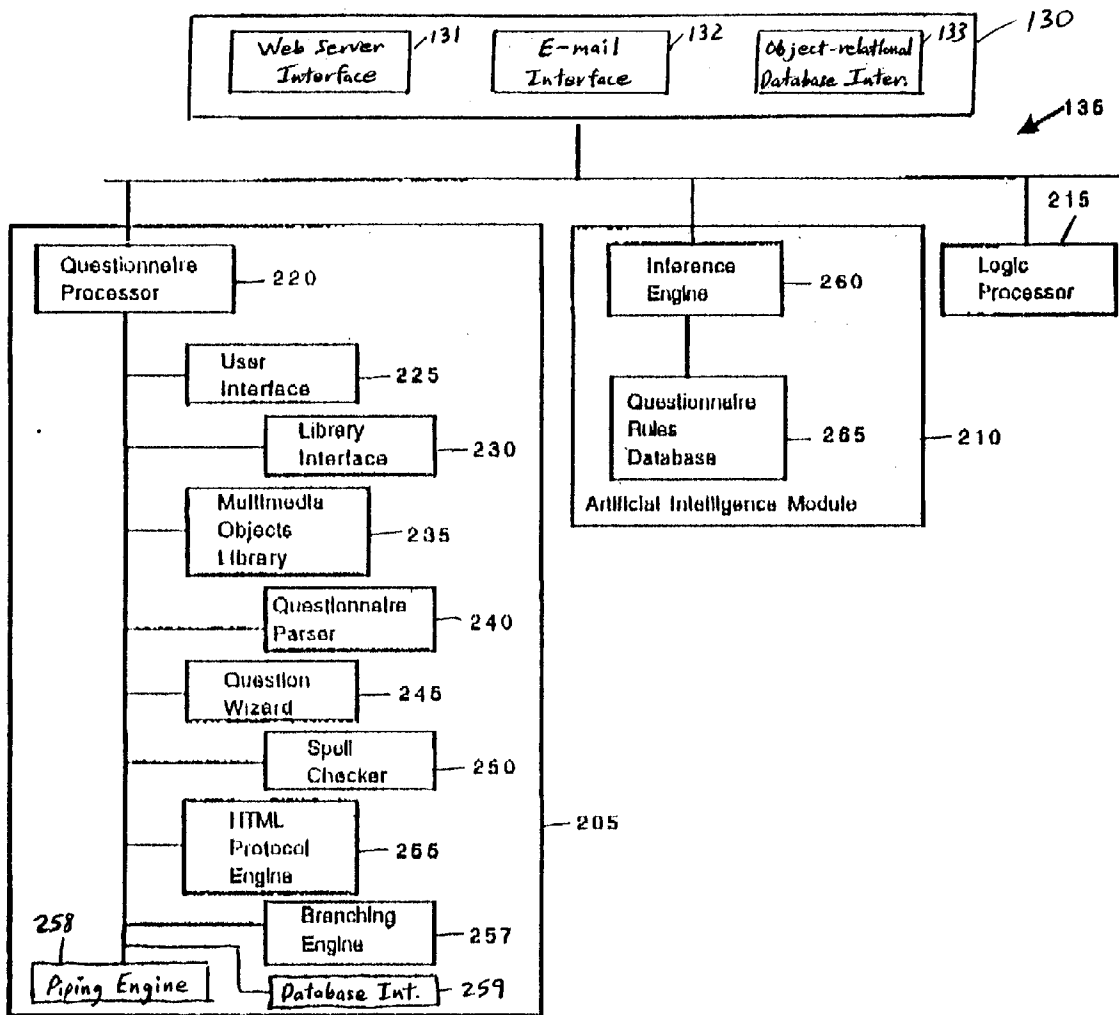 130
Web Server
Interface
131
E-mail
Interface
132
Object-relational
Database Inter.
133
135
Questionnaire
Processor
220
User
Interface
225
Library
Interface
230
Multimedia
Objects
Library
235
Questionnaire
Parser
240
Question
Wizard
245
Spell
Checker
250
HTML
Protocol
Engine
255
Branching
Engine
257
258
Piping Engine
Database Int.
259
205
Inference
Engine
260
Questionnaire
Rules
Database
265
Artificial Intelligence Module
210
215
Logic
Processor